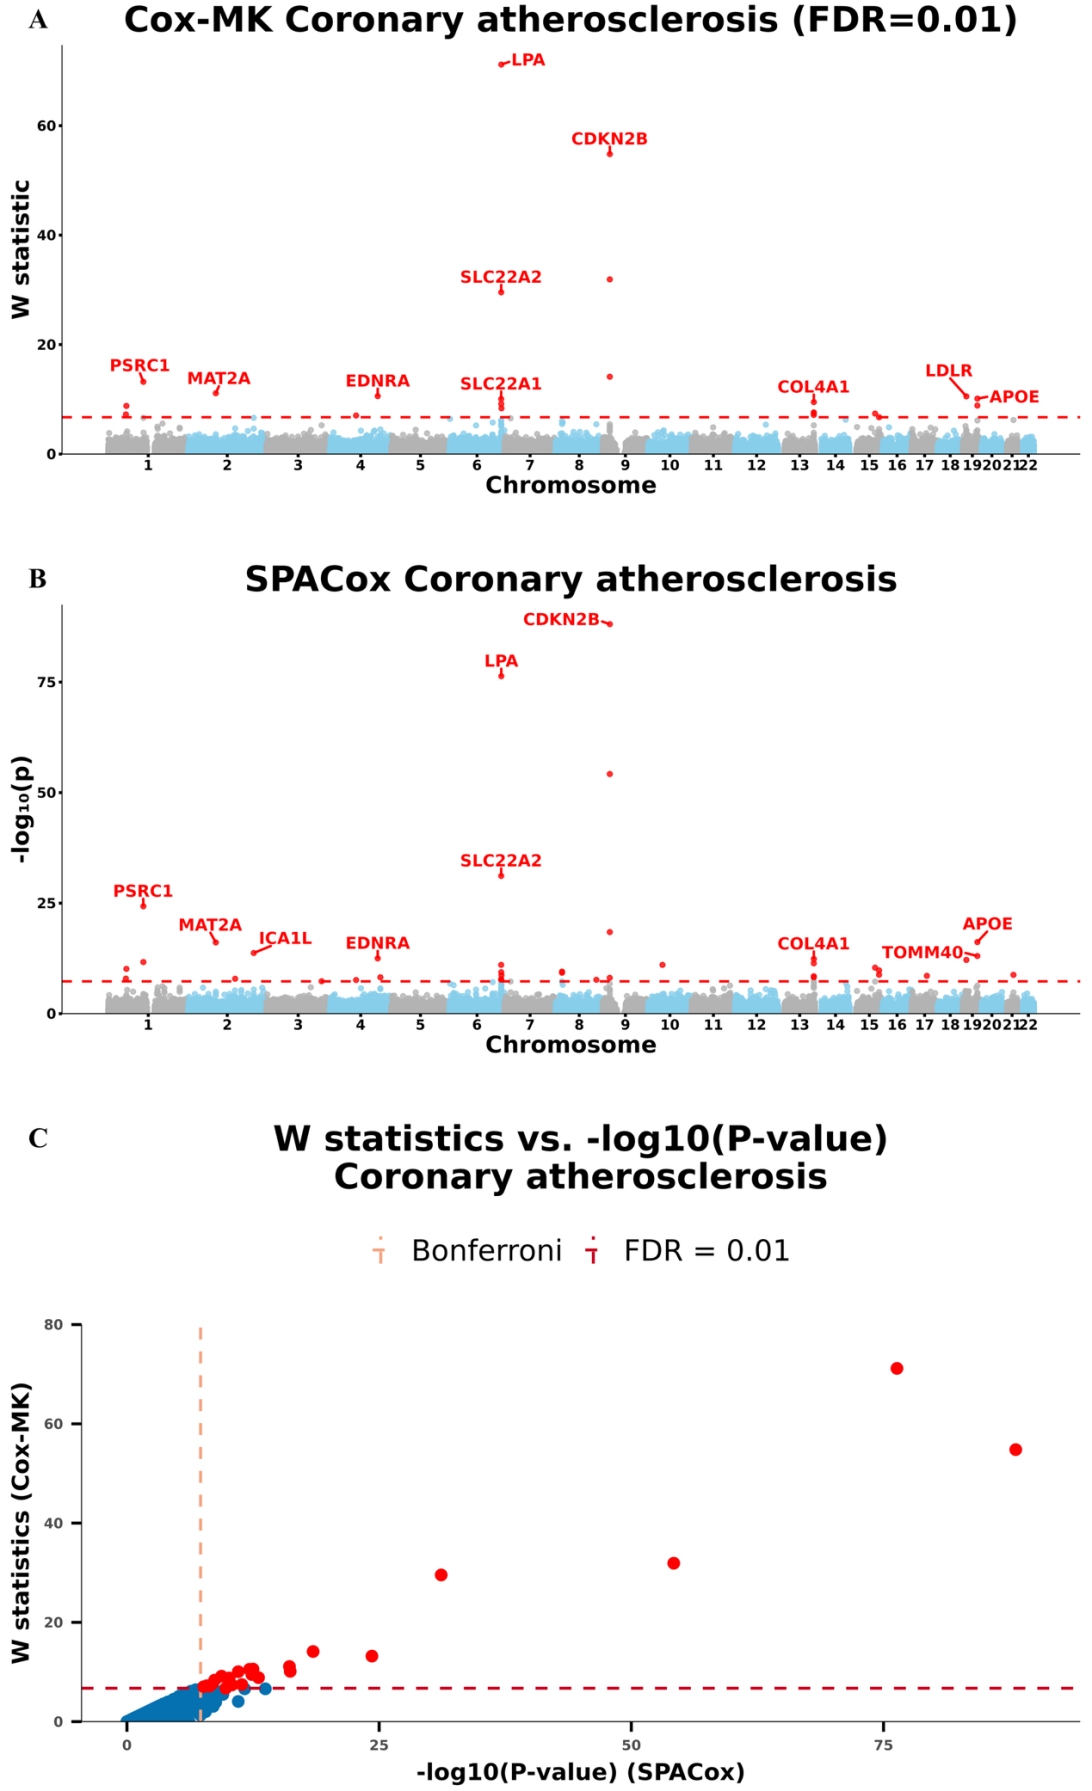 A
Cox-MK Coronary atherosclerosis (FDR=0.01)
W statistic
60
40
20
0
LPA
CDKN2B
SLC22A2
PSRC1
MAT2A
EDNRA
SLC22A1
COL4A1
LDLR
APOE
1 2 3 4 5 6 7 8 9 10 11 12 13 14 15 16 17 18 19 20 21 22
Chromosome
B
SPACox Coronary atherosclerosis
-log₁₀(p)
75
50
25
0
CDKN2B
LPA
SLC22A2
PSRC1
MAT2A
ICA1L
EDNRA
COL4A1
APOE
TOMM40
1 2 3 4 5 6 7 8 9 10 11 12 13 14 15 16 17 18 19 20 21 22
Chromosome
C
W statistics vs. -log10(P-value)
Coronary atherosclerosis
Bonferroni FDR = 0.01
W statistics (Cox-MK)
80
60
40
20
0
0 25 50 75
-log10(P-value) (SPACox)